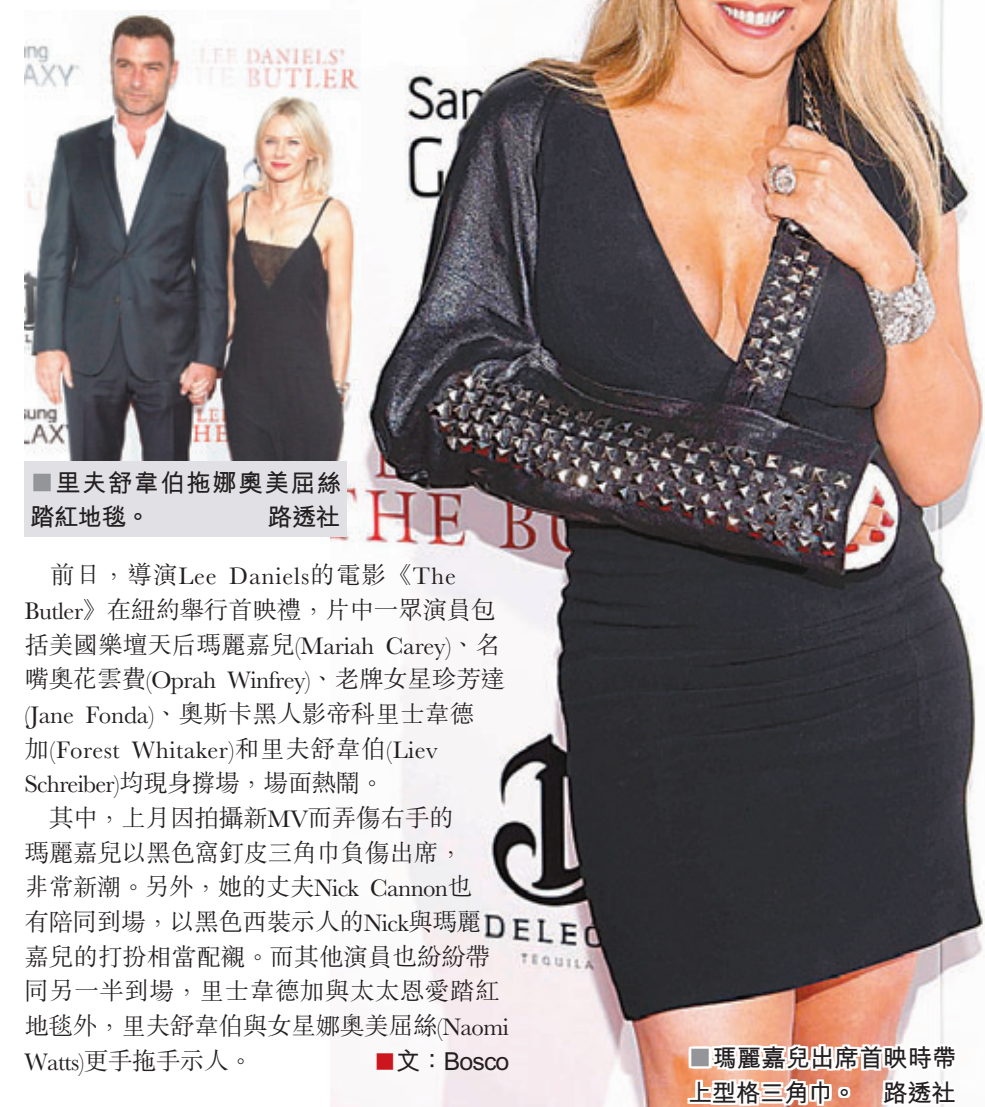 ng
AXY
LEE DANIELS'
HE BUTLER
Sam
G
ung
LAXY
LEE
HE
THE BU
DELEÓ
TEQUILA
■里夫舒韋伯拖娜奧美屈絲
踏紅地毯。 路透社
前日，導演Lee Daniels的電影《The
Butler》在紐約舉行首映禮，片中一眾演員包
括美國樂壇天后瑪麗嘉兒(Mariah Carey)、名
嘴奧花雲費(Oprah Winfrey)、老牌女星珍芳達
(Jane Fonda)、奧斯卡黑人影帝科里士韋德
加(Forest Whitaker)和里夫舒韋伯(Liev
Schreiber)均現身撐場，場面熱鬧。
其中，上月因拍攝新MV而弄傷右手的
瑪麗嘉兒以黑色窩釘皮三角巾負傷出席，
非常新潮。另外，她的丈夫Nick Cannon也
有陪同到場，以黑色西裝示人的Nick與瑪麗
嘉兒的打扮相當配襯。而其他演員也紛紛帶
同另一半到場，里士韋德加與太太恩愛踏紅
地毯外，里夫舒韋伯與女星娜奧美屈絲(Naomi
Watts)更手拖手示人。 ■文：Bosco
■瑪麗嘉兒出席首映時帶
上型格三角巾。 路透社